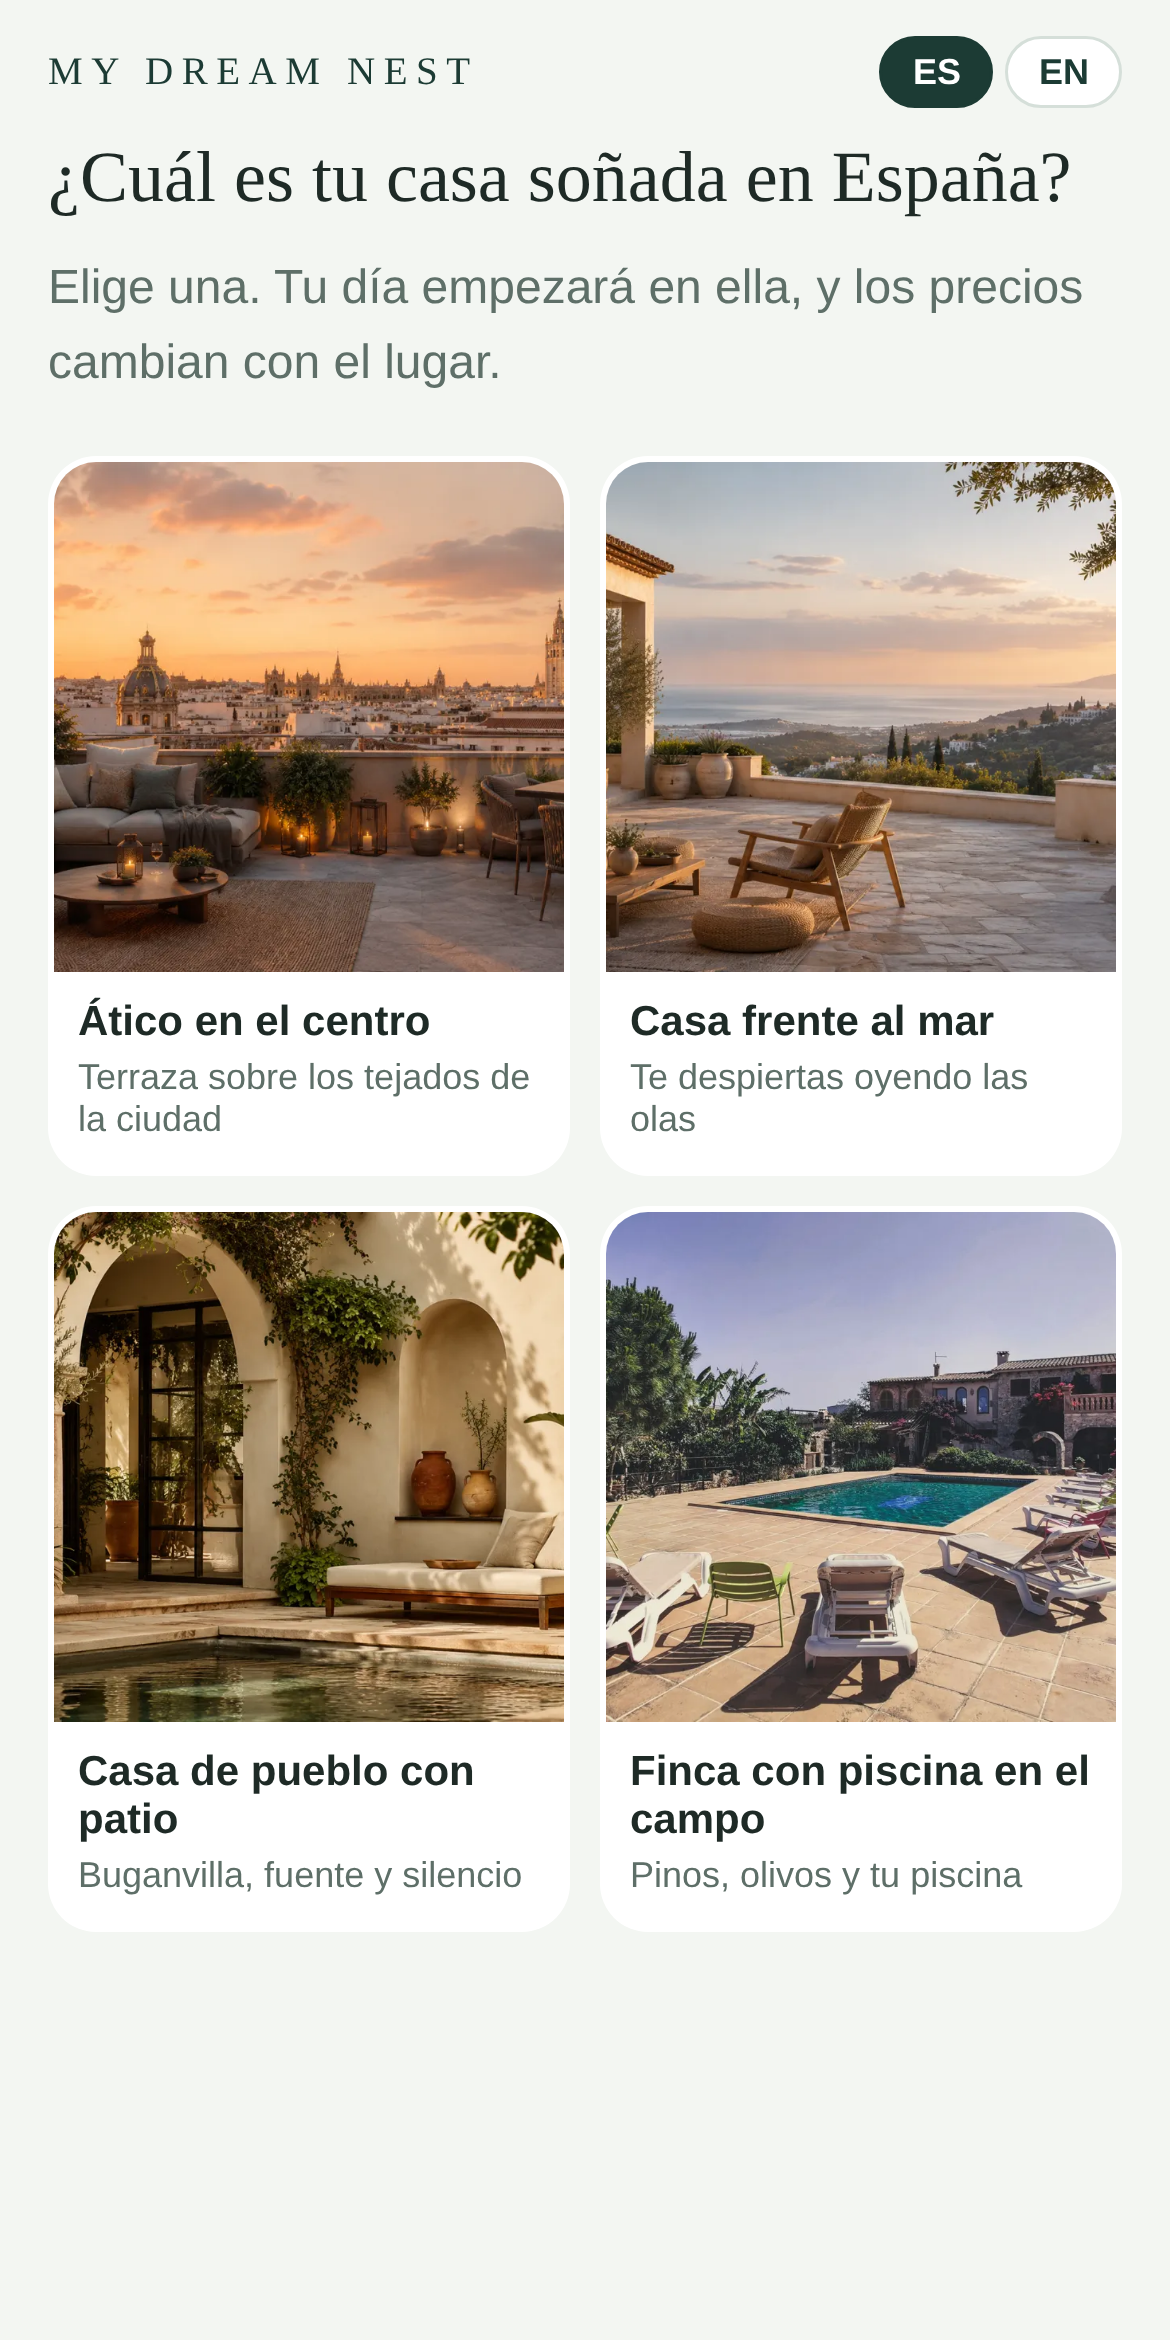 MY DREAM NEST
ES
EN
¿Cuál es tu casa soñada en España?
Elige una. Tu día empezará en ella, y los precios
cambian con el lugar.
Ático en el centro
Terraza sobre los tejados de
la ciudad
Casa frente al mar
Te despiertas oyendo las
olas
Casa de pueblo con
patio
Buganvilla, fuente y silencio
Finca con piscina en el
campo
Pinos, olivos y tu piscina